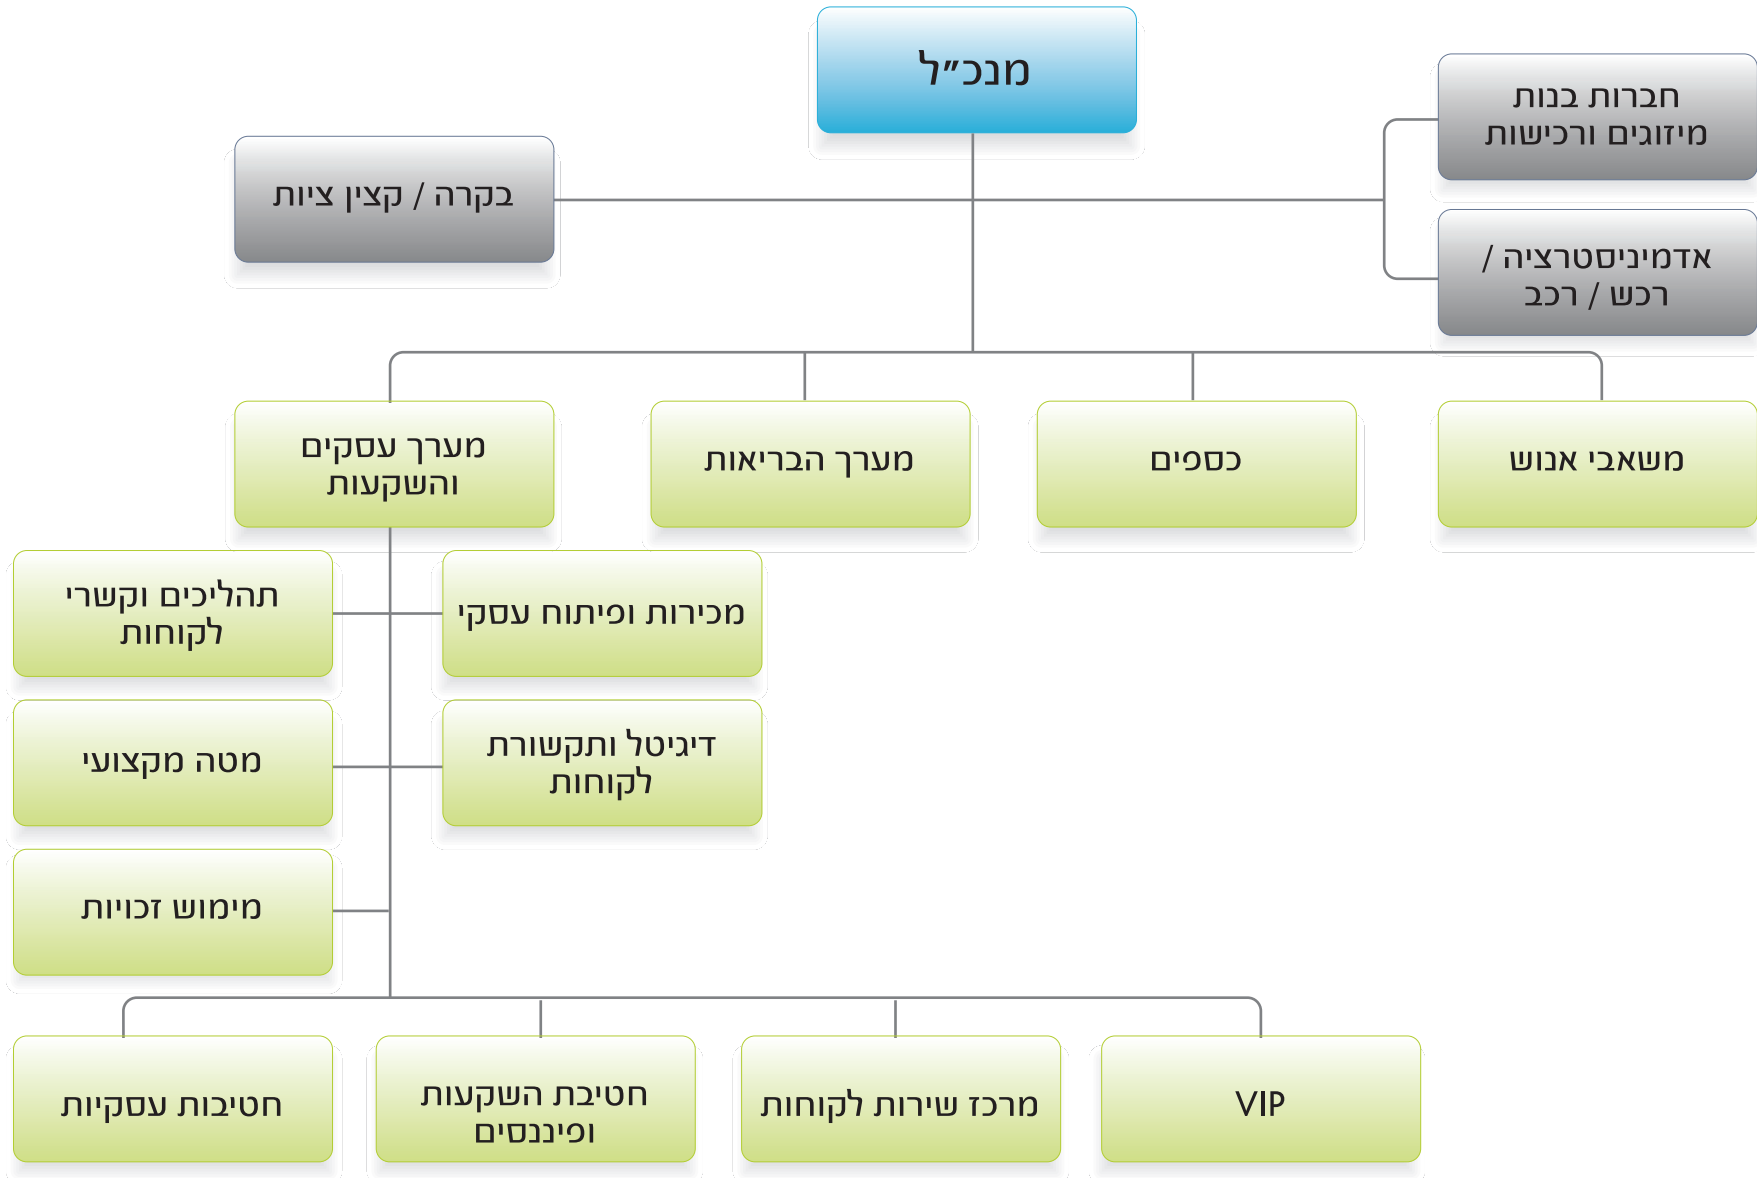 מנכ״ל
חברות בנות
מיזוגים ורכישות
בקרה / קצין ציות
אדמיניסטרציה /
רכש / רכב
משאבי אנוש
כספים
מערך הבריאות
מערך עסקים
והשקעות
מכירות ופיתוח עסקי
תהליכים וקשרי
לקוחות
דיגיטל ותקשורת
לקוחות
מטה מקצועי
מימוש זכויות
VIP
מרכז שירות לקוחות
חטיבת השקעות
ופיננסים
חטיבות עסקיות